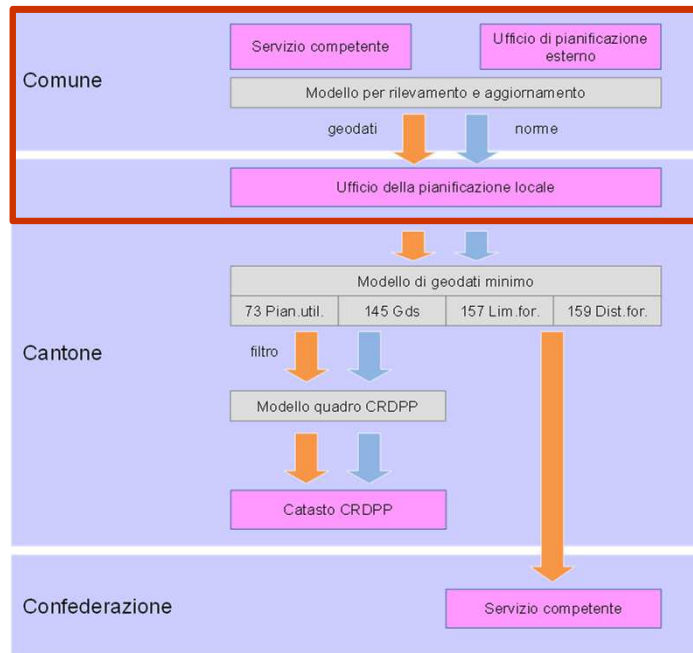 Comune
Servizio competente
Ufficio di pianificazione
esterno
Modello per rilevamento e aggiornamento
geodati
norme
Ufficio della pianificazione locale
Cantone
Modello di geodati minimo
73 Pian.util.
145 Gds
157 Lim.for.
159 Dist.for.
filtro
Modello quadro CRDPP
Catasto CRDPP
Confederazione
Servizio competente